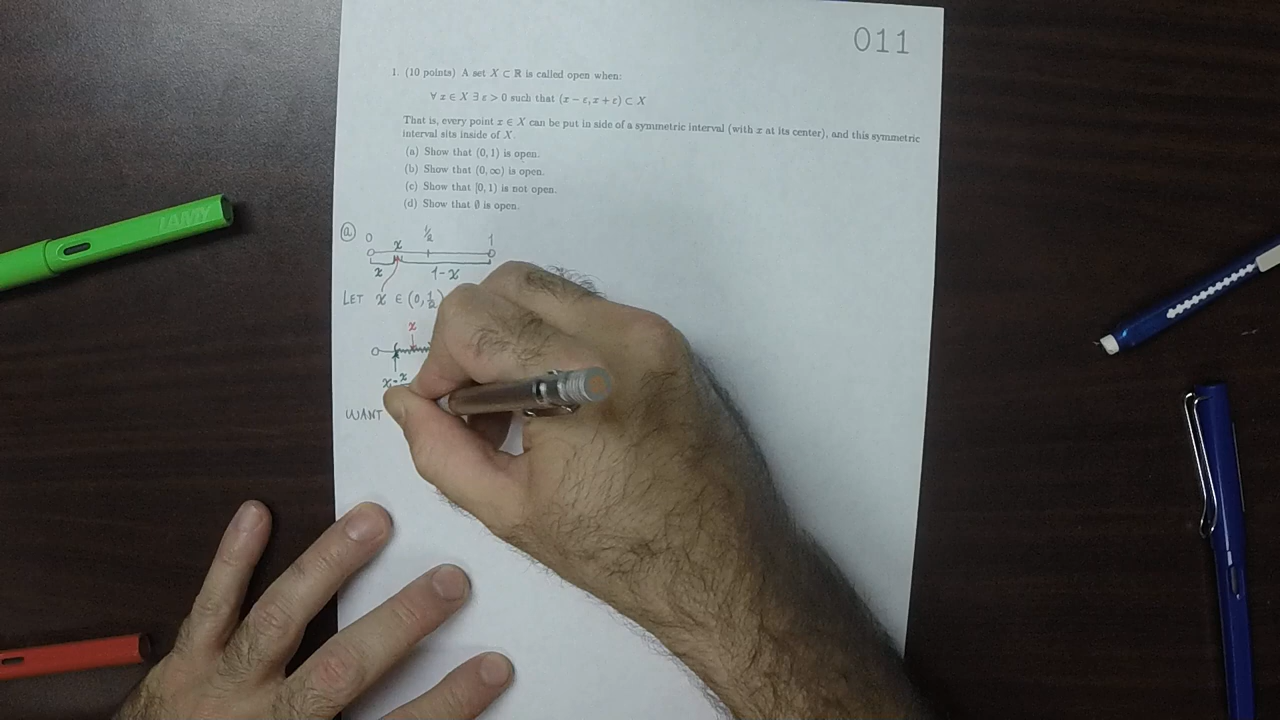 011
1. (10 points) A set X ⊂ ℝ is called open when:
∀ x ∈ X ∃ ε > 0 such that (x − ε, x + ε) ⊂ X
That is, every point x ∈ X can be put in side of a symmetric interval (with x at its center), and this symmetric
interval sits inside of X.
(a) Show that (0, 1) is open.
(b) Show that (0, ∞) is open.
(c) Show that [0, 1) is not open.
(d) Show that ∅ is open.
LAMY
ⓐ 0 x ½ 1
x 1-x
LET x ∈ (0, ½)
x
WANT